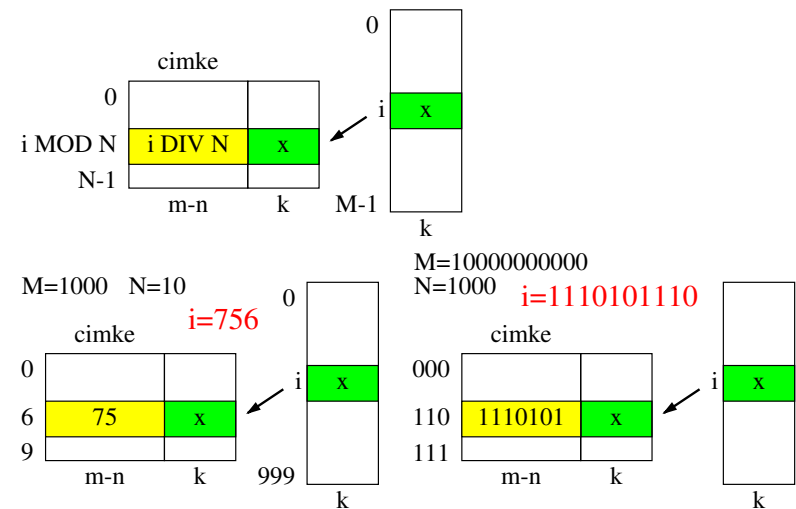 0
cimke
0
i x
i MOD N i DIV N x
N-1
m-n k M-1
k
M=10000000000
M=1000 N=10 0 N=1000 i=1110101110
i=756
cimke cimke
0 i x 000 i x
6 75 x 110 1110101 x
9 111
m-n k 999 m-n k
k k